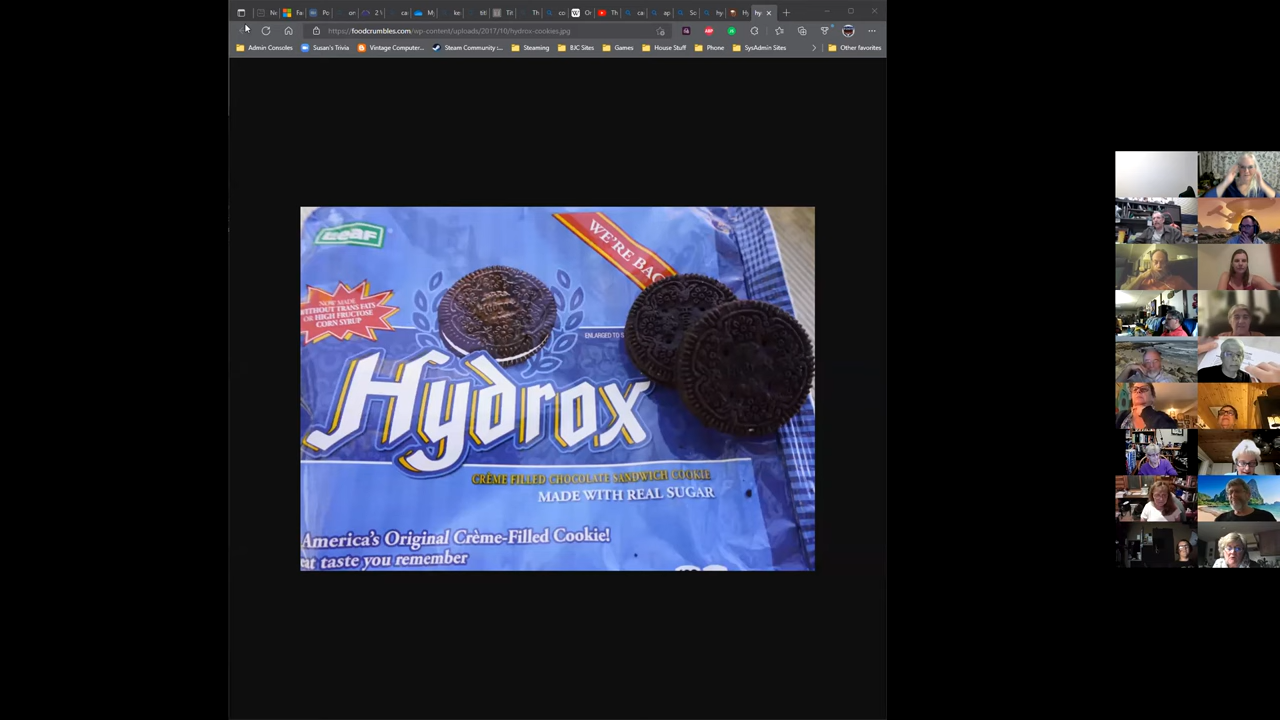 https://foodcrumbles.com/wp-content/uploads/2017/10/hydrox-cookies.jpg
Admin Consoles
Susan's Trivia
Vintage Computer...
Steam Community :...
Steaming
BJC Sites
Games
House Stuff
Phone
SysAdmin Sites
Other favorites
Leaf
WE'RE BAC
NOW MADE
WITHOUT TRANS FATS
OR HIGH FRUCTOSE
CORN SYRUP
ENLARGED TO
Hydrox
CRÈME FILLED CHOCOLATE SANDWICH COOKIE
MADE WITH REAL SUGAR
America's Original Crème-Filled Cookie!
at taste you remember